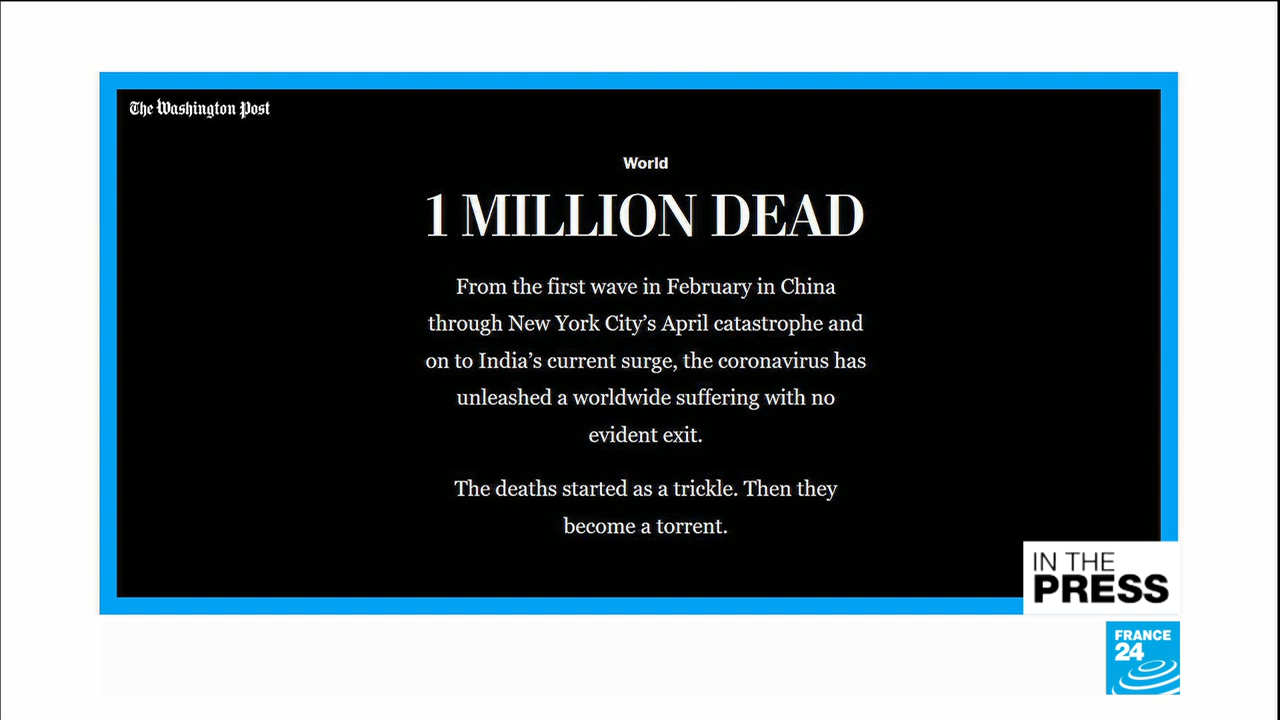 The Washington Post
World
1 MILLION DEAD
From the first wave in February in China
through New York City's April catastrophe and
on to India's current surge, the coronavirus has
unleashed a worldwide suffering with no
evident exit.
The deaths started as a trickle. Then they
become a torrent.
IN THE
PRESS
FRANCE
24